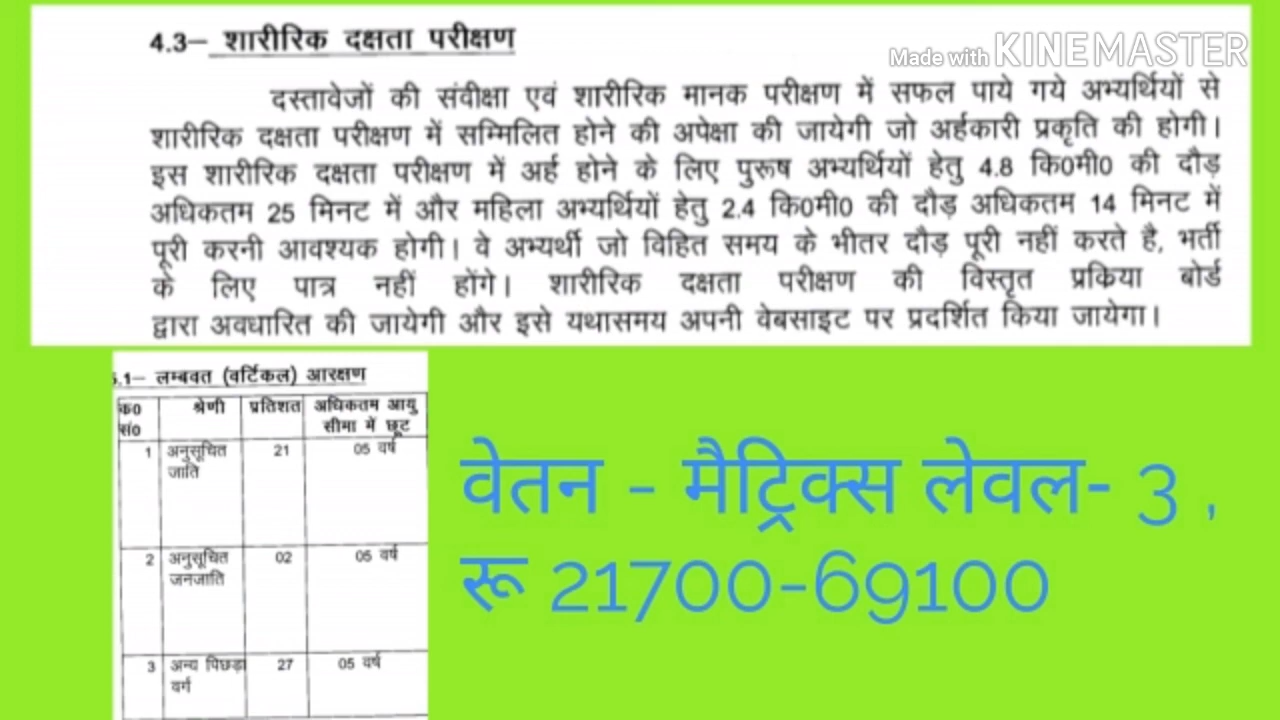 4.3– शारीरिक दक्षता परीक्षण
Made with KINEMASTER
दस्तावेजों की संवीक्षा एवं शारीरिक मानक परीक्षण में सफल पाये गये अभ्यर्थियों से
शारीरिक दक्षता परीक्षण में सम्मिलित होने की अपेक्षा की जायेगी जो अर्हकारी प्रकृति की होगी।
इस शारीरिक दक्षता परीक्षण में अर्ह होने के लिए पुरूष अभ्यर्थियों हेतु 4.8 कि0मी0 की दौड़
अधिकतम 25 मिनट में और महिला अभ्यर्थियों हेतु 2.4 कि0मी0 की दौड़ अधिकतम 14 मिनट में
पूरी करनी आवश्यक होगी। वे अभ्यर्थी जो विहित समय के भीतर दौड़ पूरी नहीं करते है, भर्ती
के लिए पात्र नहीं होंगे। शारीरिक दक्षता परीक्षण की विस्तृत प्रक्रिया बोर्ड
द्वारा अवधारित की जायेगी और इसे यथासमय अपनी वेबसाइट पर प्रदर्शित किया जायेगा।
5.1– लम्बवत (वर्टिकल) आरक्षण
क0 श्रेणी प्रतिशत अधिकतम आयु
सं0 सीमा में छूट
1 अनुसूचित 21 05 वर्ष
जाति
2 अनुसूचित 02 05 वर्ष
जनजाति
3 अन्य पिछड़ा 27 05 वर्ष
वर्ग
वेतन - मैट्रिक्स लेवल- 3 ,
रू 21700-69100